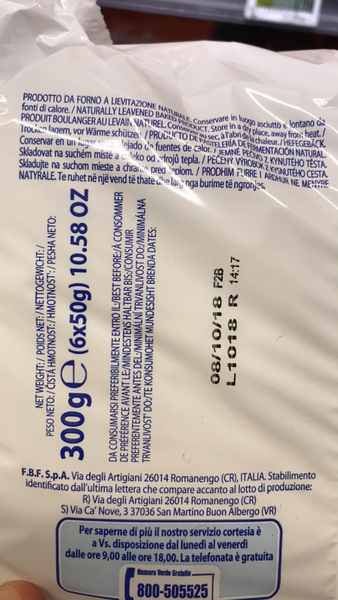 PRODOTTO DA FORNO A LIEVITAZIONE NATURALE. Conservare in luogo asciutto e lontano da
fonti di calore. / NATURALLY LEAVENED BAKED PRODUCT. Store in a dry place, away from heat. /
PRODUIT BOULANGER AU LEVAIN NATUREL. Conserver au sec, à l'abri de la chaleur. / HEFEGEBÄCK.
Trocken lagern, vor Wärme schützen. / PRODUCTO DE PASTELERÍA DE FERMENTACIÓN NATURAL.
Conservar en un lugar alejado de fuentes de calor. / JEMNÉ PEČIVO Z KYNUTÉHO TĚSTA.
Skladovat na suchém místě a daleko od zdrojů tepla. / PEČENÝ VÝROBOK Z KYSNUTÉHO CESTA.
Skladujte na suchom mieste a chráňte pred teplom. / PRODHIM FURRE I ARDHUR NË MËNYRË
NATYRALE. Te ruhet në një vend të thatë dhe larg nga burime të ngrohjes.
NET WEIGHT: / POIDS NET: / NETTOGEWICHT: /
PESO NETO: / ČISTÁ HMOTNOST: / HMOTNOSŤ: / PESHA NETO:
300g e (6x50g) 10.58 OZ
DA CONSUMARSI PREFERIBILMENTE ENTRO IL:/BEST BEFORE:/À CONSOMMER
DE PRÉFÉRENCE AVANT LE:/MINDESTENS HALTBAR BIS:/CONSUMIR
PREFERENTEMENTE ANTES DEL:/MINIMÁLNÍ TRVANLIVOST DO:/MINIMÁLNA
TRVANLIVOSŤ DO:/TË KONSUMOHET MUNDËSISHT BRENDA DATËS:
08/10/18 F2B
L1018 R 14:17
F.B.F. S.p.A. Via degli Artigiani 26014 Romanengo (CR), ITALIA. Stabilimento
identificato dall'ultima lettera che compare accanto al lotto di produzione:
R) Via degli Artigiani 26014 Romanengo (CR)
S) Via Ca' Nove, 3 37036 San Martino Buon Albergo (VR)
Per saperne di più il nostro servizio cortesia è
a Vs. disposizione dal lunedì al venerdì
dalle ore 9,00 alle ore 18,00. La telefonata è gratuita
Numero Verde Gratuito
800-505525